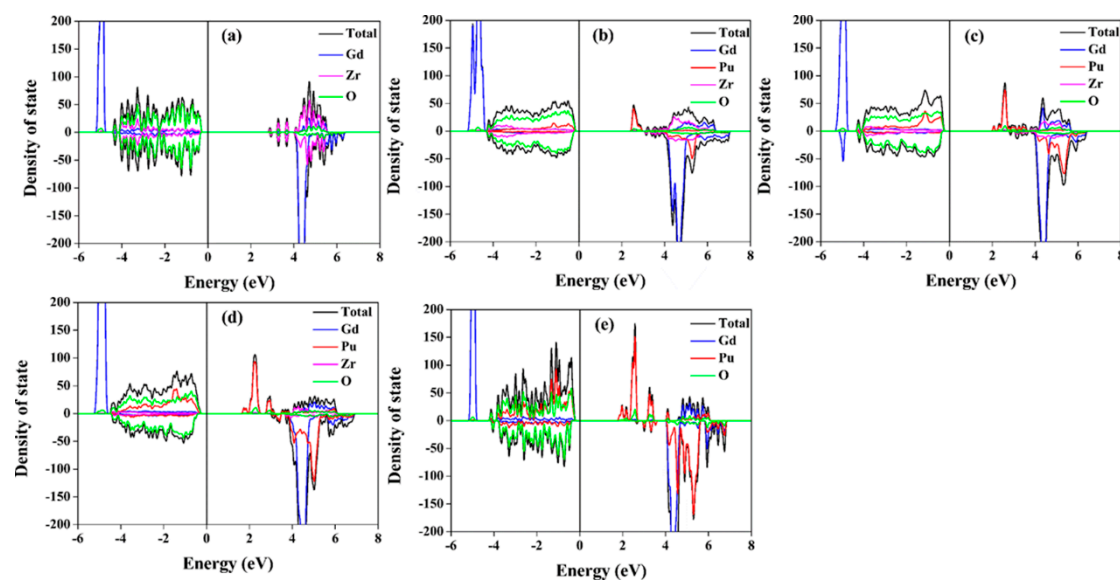 (a)
Total
Gd
Zr
O
Density of state
200
150
100
50
0
-50
-100
-150
-200
-6 -4 -2 0 2 4 6 8
Energy (eV)
(b)
Total
Gd
Pu
Zr
O
Density of state
200
150
100
50
0
-50
-100
-150
-200
-6 -4 -2 0 2 4 6 8
Energy (eV)
(c)
Total
Gd
Pu
Zr
O
Density of state
200
150
100
50
0
-50
-100
-150
-200
-6 -4 -2 0 2 4 6 8
Energy (eV)
(d)
Total
Gd
Pu
Zr
O
Density of state
200
150
100
50
0
-50
-100
-150
-200
-6 -4 -2 0 2 4 6 8
Energy (eV)
(e)
Total
Gd
Pu
O
Density of state
200
150
100
50
0
-50
-100
-150
-200
-6 -4 -2 0 2 4 6 8
Energy (eV)